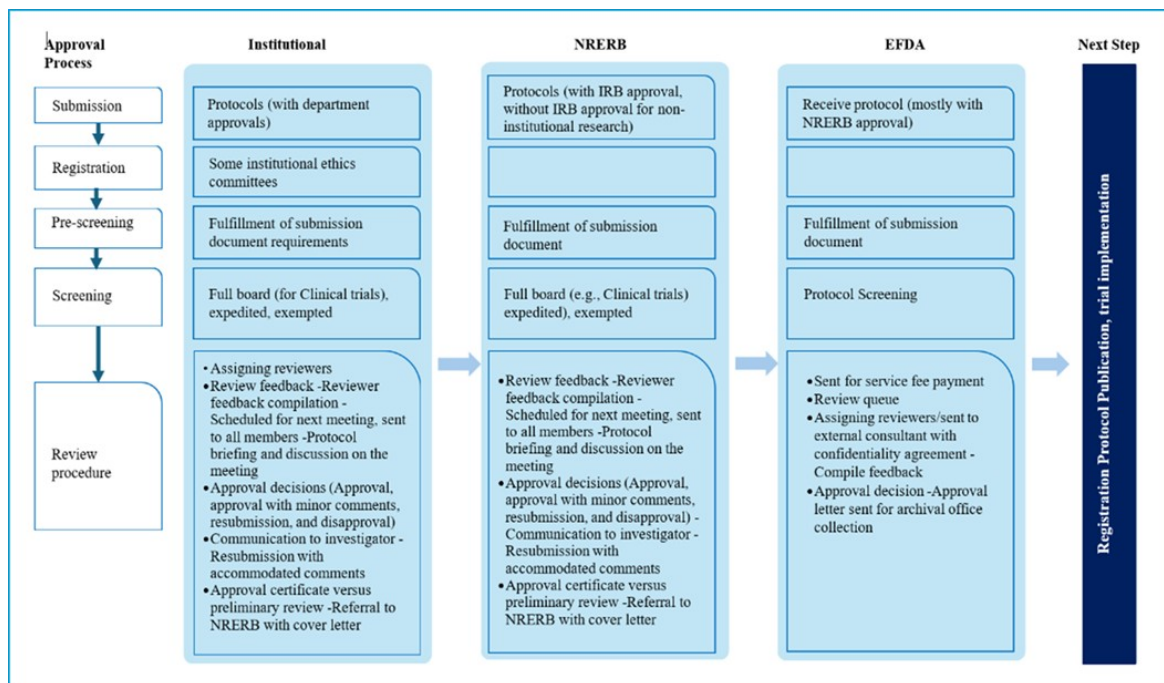 Approval
Process
Institutional
NRERB
EFDA
Next Step
Submission
Protocols (with department
approvals)
Protocols (with IRB approval,
without IRB approval for non-
institutional research)
Receive protocol (mostly with
NRERB approval)
Registration
Some institutional ethics
committees
Pre-screening
Fulfillment of submission
document requirements
Fulfillment of submission
document
Fulfillment of submission
document
Screening
Full board (for Clinical trials),
expedited, exempted
Full board (e.g., Clinical trials)
expedited), exempted
Protocol Screening
Review
procedure
• Assigning reviewers
• Review feedback -Reviewer
feedback compilation -
Scheduled for next meeting, sent
to all members -Protocol
briefing and discussion on the
meeting
• Approval decisions (Approval,
approval with minor comments,
resubmission, and disapproval)
• Communication to investigator -
Resubmission with
accommodated comments
• Approval certificate versus
preliminary review -Referral to
NRERB with cover letter
• Review feedback -Reviewer
feedback compilation -
Scheduled for next meeting, sent
to all members -Protocol
briefing and discussion on the
meeting
• Approval decisions (Approval,
approval with minor comments,
resubmission, and disapproval) -
Communication to investigator -
Resubmission with
accommodated comments
• Approval certificate versus
preliminary review -Referral to
NRERB with cover letter
• Sent for service fee payment
• Review queue
• Assigning reviewers/sent to
external consultant with
confidentiality agreement -
Compile feedback
• Approval decision -Approval
letter sent for archival office
collection
Registration Protocol Publication, trial implementation